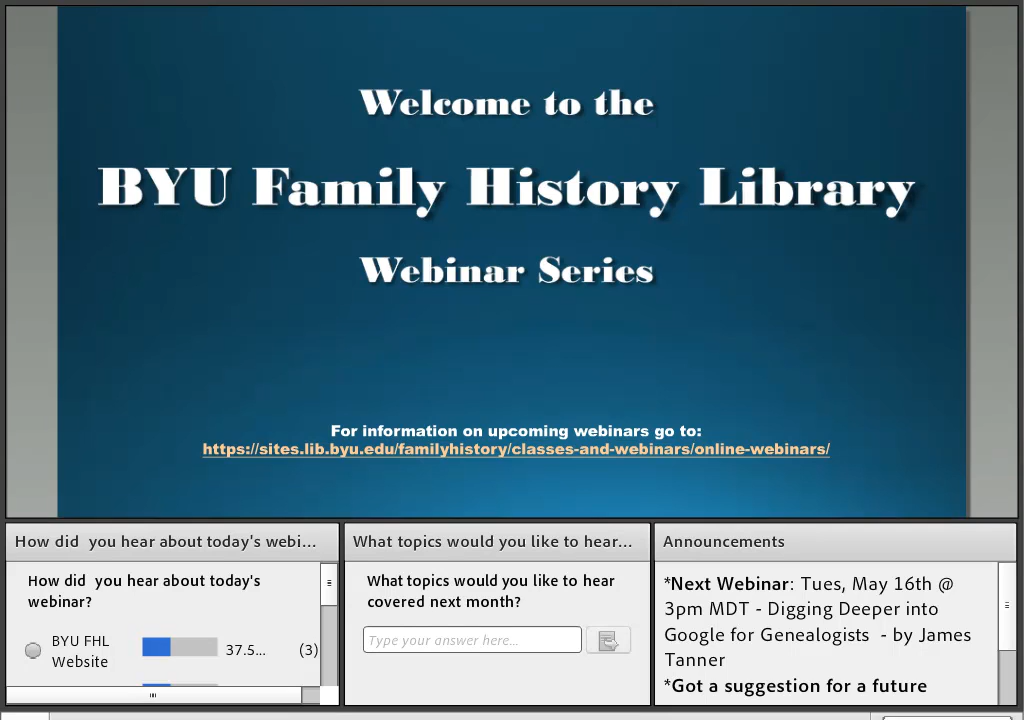 Welcome to the
BYU Family History Library
Webinar Series
For information on upcoming webinars go to:
https://sites.lib.byu.edu/familyhistory/classes-and-webinars/online-webinars/
How did  you hear about today's webi...
How did  you hear about today's
webinar?
BYU FHL
Website
37.5...
(3)
What topics would you like to hear...
What topics would you like to hear
covered next month?
Type your answer here...
Announcements
*Next Webinar: Tues, May 16th @
3pm MDT - Digging Deeper into
Google for Genealogists  - by James
Tanner
*Got a suggestion for a future